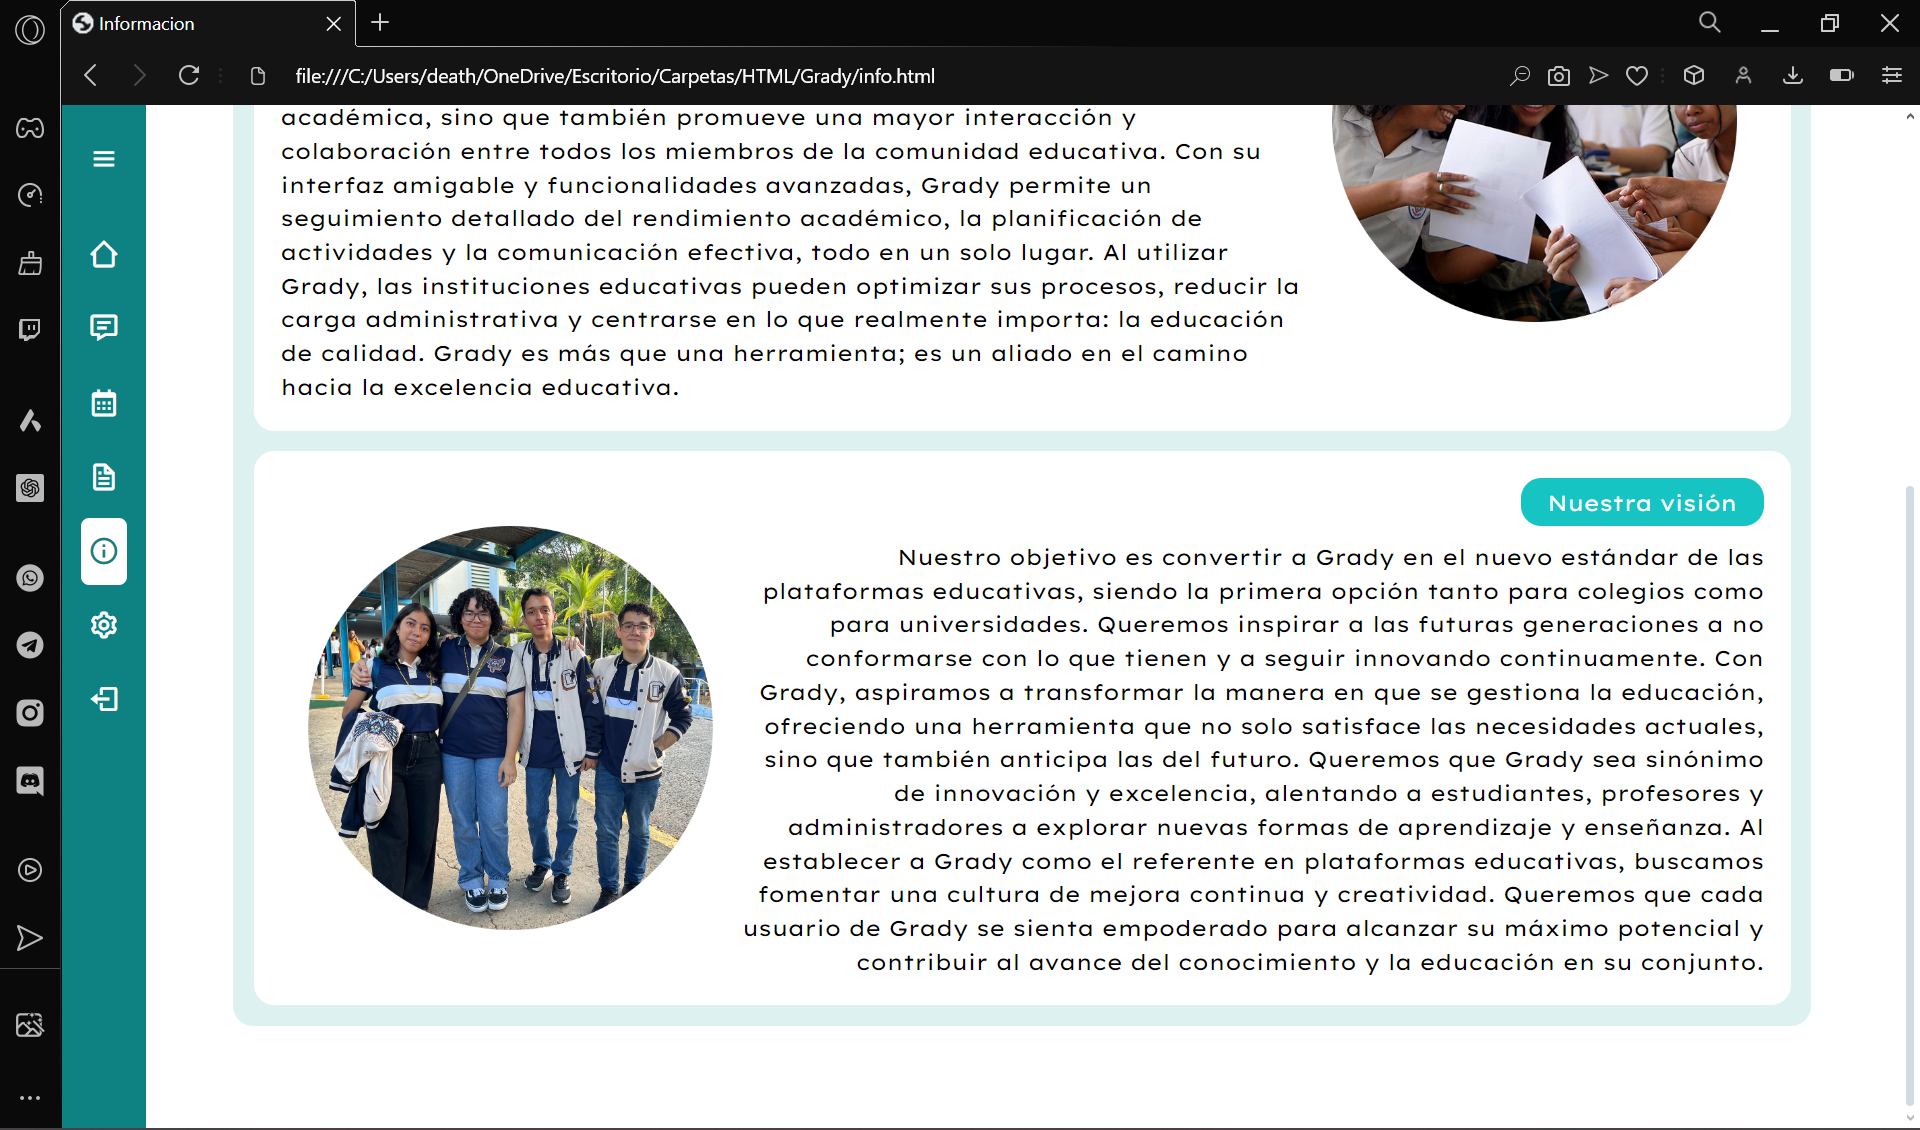 Informacion
file:///C:/Users/death/OneDrive/Escritorio/Carpetas/HTML/Grady/info.html
académica, sino que también promueve una mayor interacción y
colaboración entre todos los miembros de la comunidad educativa. Con su
interfaz amigable y funcionalidades avanzadas, Grady permite un
seguimiento detallado del rendimiento académico, la planificación de
actividades y la comunicación efectiva, todo en un solo lugar. Al utilizar
Grady, las instituciones educativas pueden optimizar sus procesos, reducir la
carga administrativa y centrarse en lo que realmente importa: la educación
de calidad. Grady es más que una herramienta; es un aliado en el camino
hacia la excelencia educativa.
Nuestra visión
Nuestro objetivo es convertir a Grady en el nuevo estándar de las
plataformas educativas, siendo la primera opción tanto para colegios como
para universidades. Queremos inspirar a las futuras generaciones a no
conformarse con lo que tienen y a seguir innovando continuamente. Con
Grady, aspiramos a transformar la manera en que se gestiona la educación,
ofreciendo una herramienta que no solo satisface las necesidades actuales,
sino que también anticipa las del futuro. Queremos que Grady sea sinónimo
de innovación y excelencia, alentando a estudiantes, profesores y
administradores a explorar nuevas formas de aprendizaje y enseñanza. Al
establecer a Grady como el referente en plataformas educativas, buscamos
fomentar una cultura de mejora continua y creatividad. Queremos que cada
usuario de Grady se sienta empoderado para alcanzar su máximo potencial y
contribuir al avance del conocimiento y la educación en su conjunto.